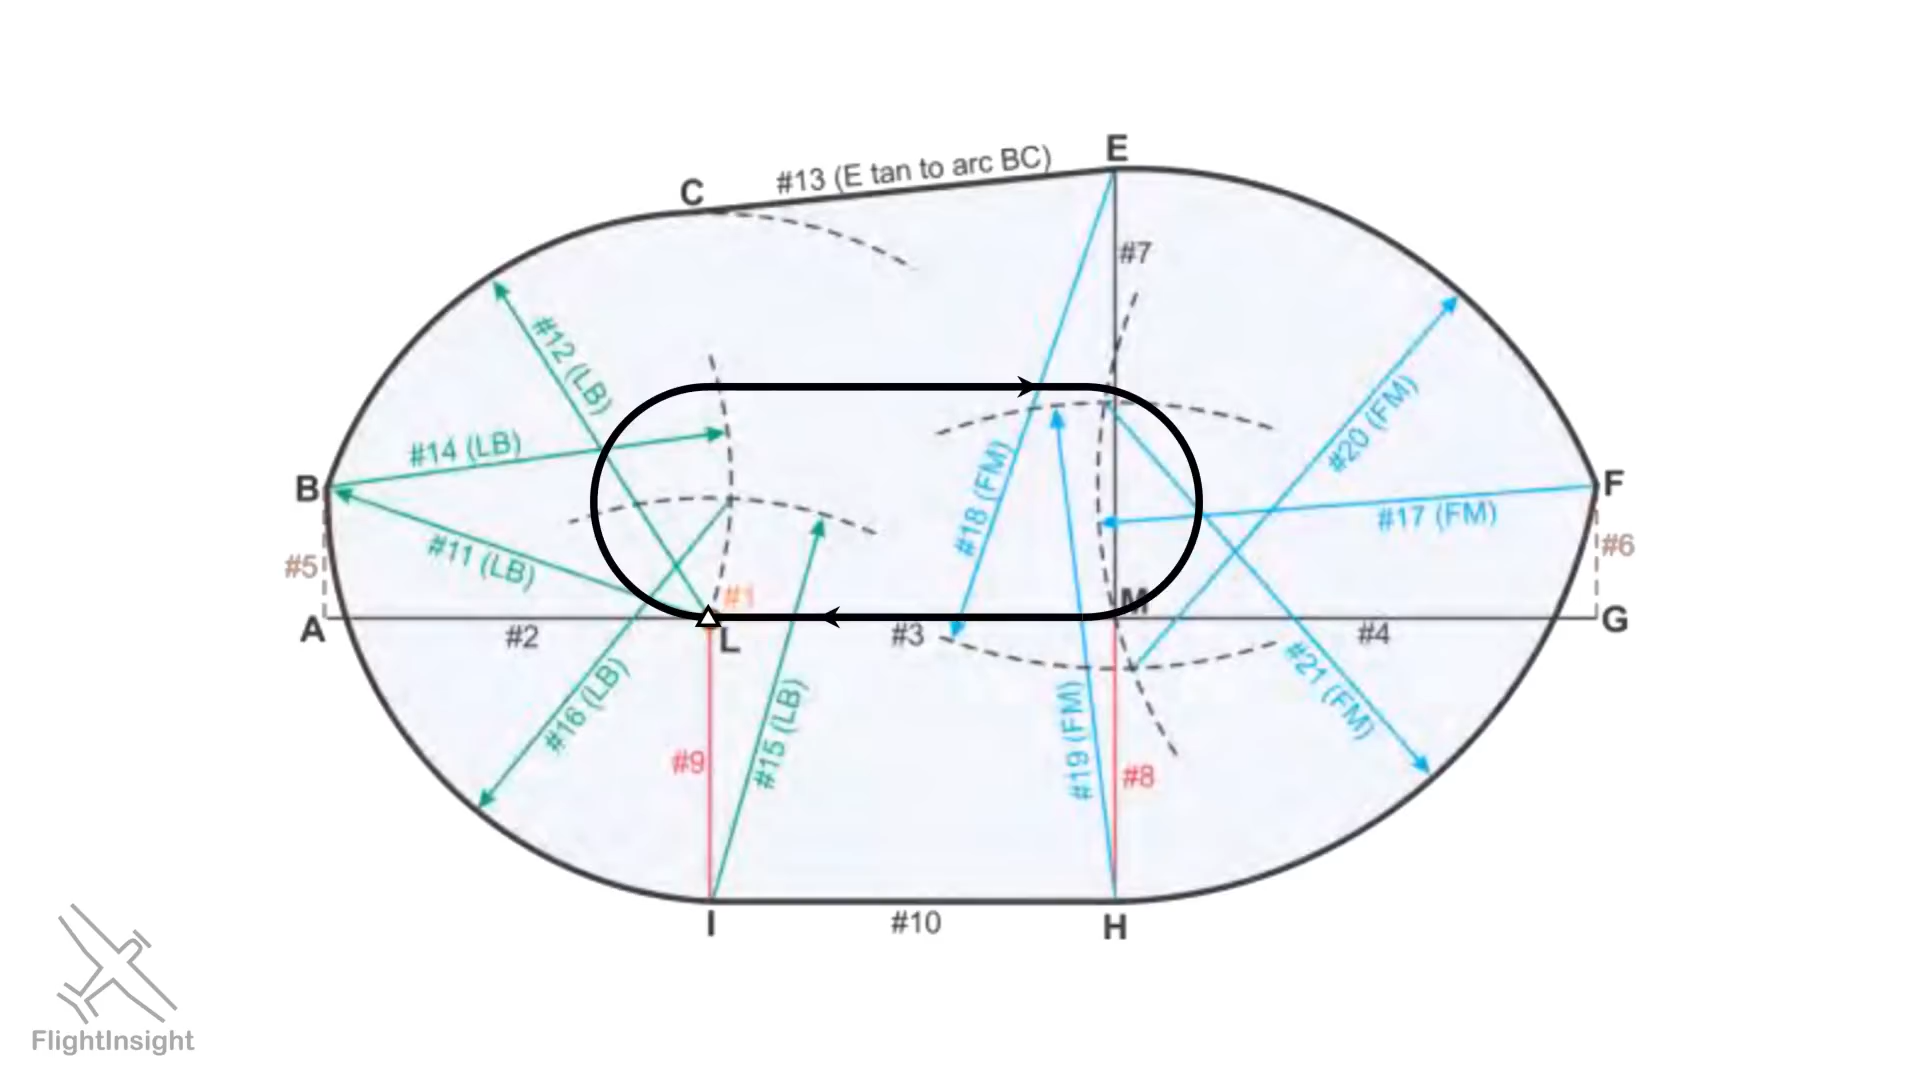 E
#13 (E tan to arc BC)
C
#7
#12 (LB)
#20 (FM)
#14 (LB)
#18 (FM)
B
F
#17 (FM)
#11 (LB)
#5
#6
#1
M
A
#2
L
#3
#4
G
#21 (FM)
#16 (LB)
#15 (LB)
#19 (FM)
#9
#8
I
#10
H
FlightInsight